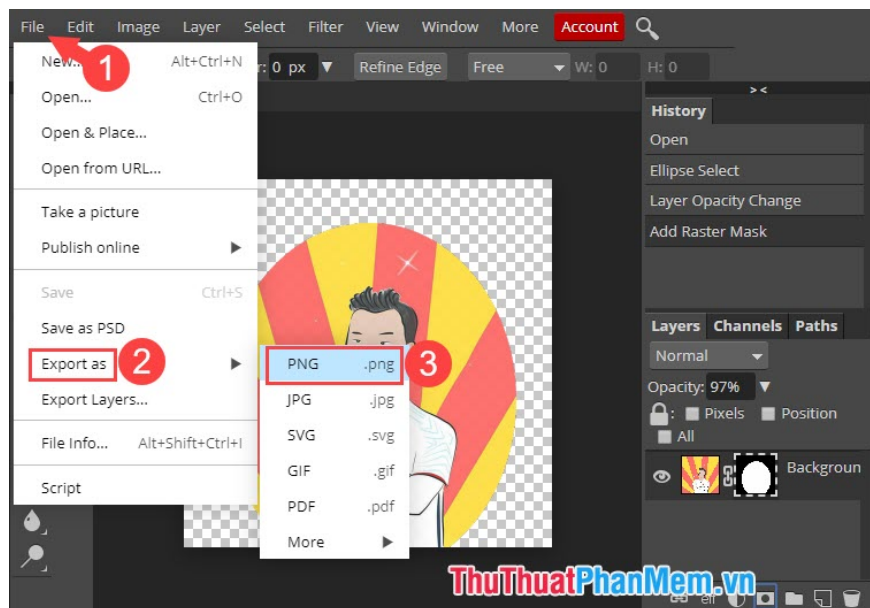 File Edit Image Layer Select Filter View Window More Account
1
New... Alt+Ctrl+N
r: 0 px ▼ Refine Edge Free W: 0 H: 0
Open... Ctrl+O
Open & Place...
Open from URL...
Take a picture
Publish online ▶
Save Ctrl+S
Save as PSD
Export as 2 ▶
Export Layers...
File Info... Alt+Shift+Ctrl+I
Script
PNG .png 3
JPG .jpg
SVG .svg
GIF .gif
PDF .pdf
More ▶
> <
History
Open
Ellipse Select
Layer Opacity Change
Add Raster Mask
Layers Channels Paths
Normal
Opacity: 97% ▼
: Pixels Position
All
Backgroun
ThuThuatPhanMem.vn
eff